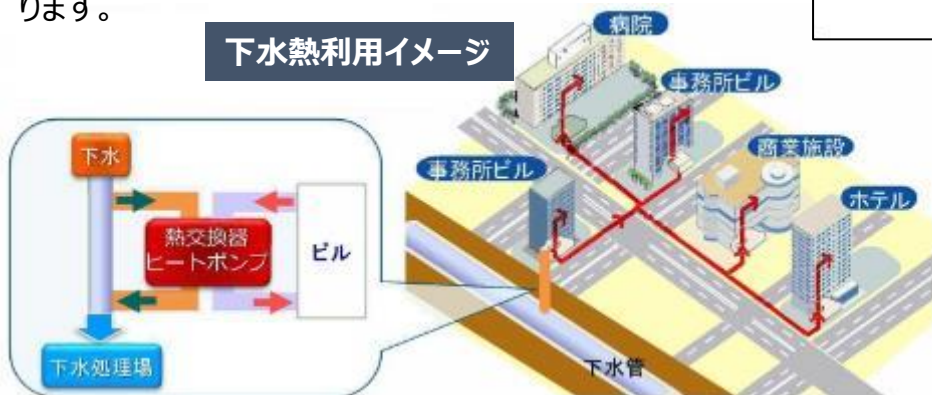 ります。
下水熱利用イメージ
病院
事務所ビル
事務所ビル
商業施設
ホテル
下水
熱交換器
ヒートポンプ
ビル
下水処理場
下水管